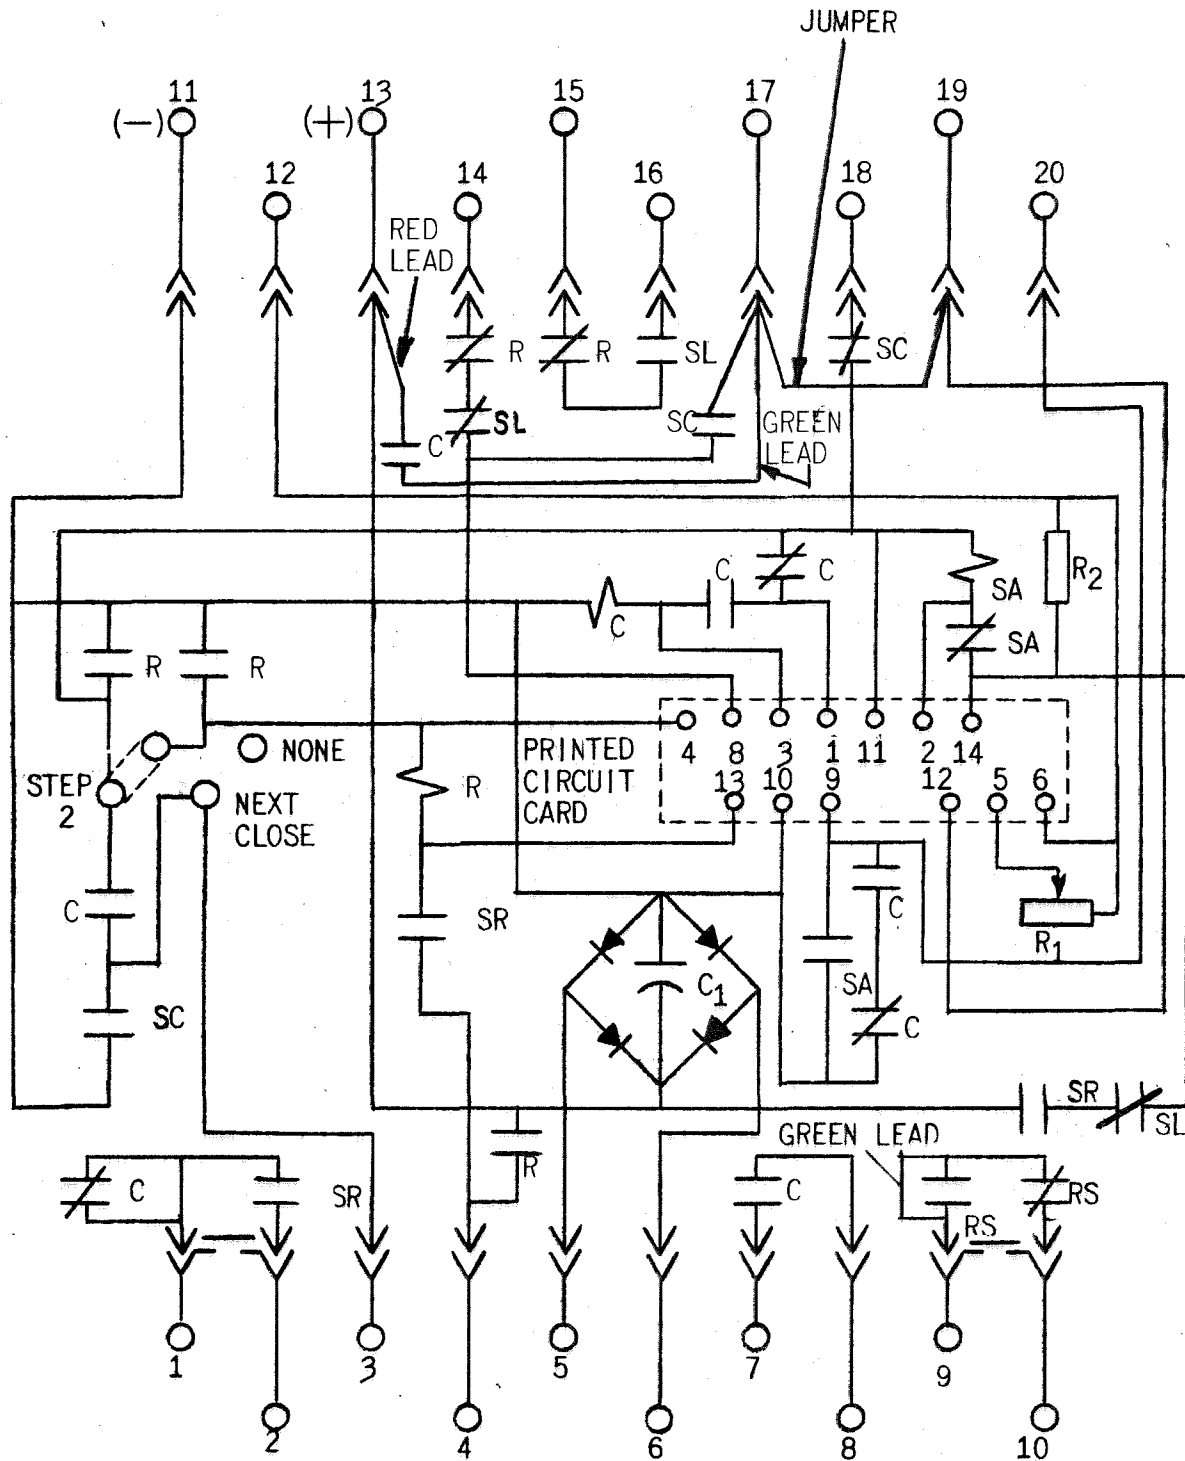 JUMPER
11
13
15
17
19
(—)
(+)
12
14
16
18
20
RED
LEAD
R
R
SL
SC
SL
SC
GREEN
LEAD
C
C
C
R2
SA
C
SA
R
R
NONE
PRINTED
CIRCUIT
CARD
4
8
3
1
11
2
14
13
10
9
12
5
6
STEP
2
NEXT
CLOSE
R
C
SR
C
R1
C1
SA
SC
C
SR
SL
GREEN LEAD
C
SR
R
C
RS
RS
1
3
5
7
9
2
4
6
8
10